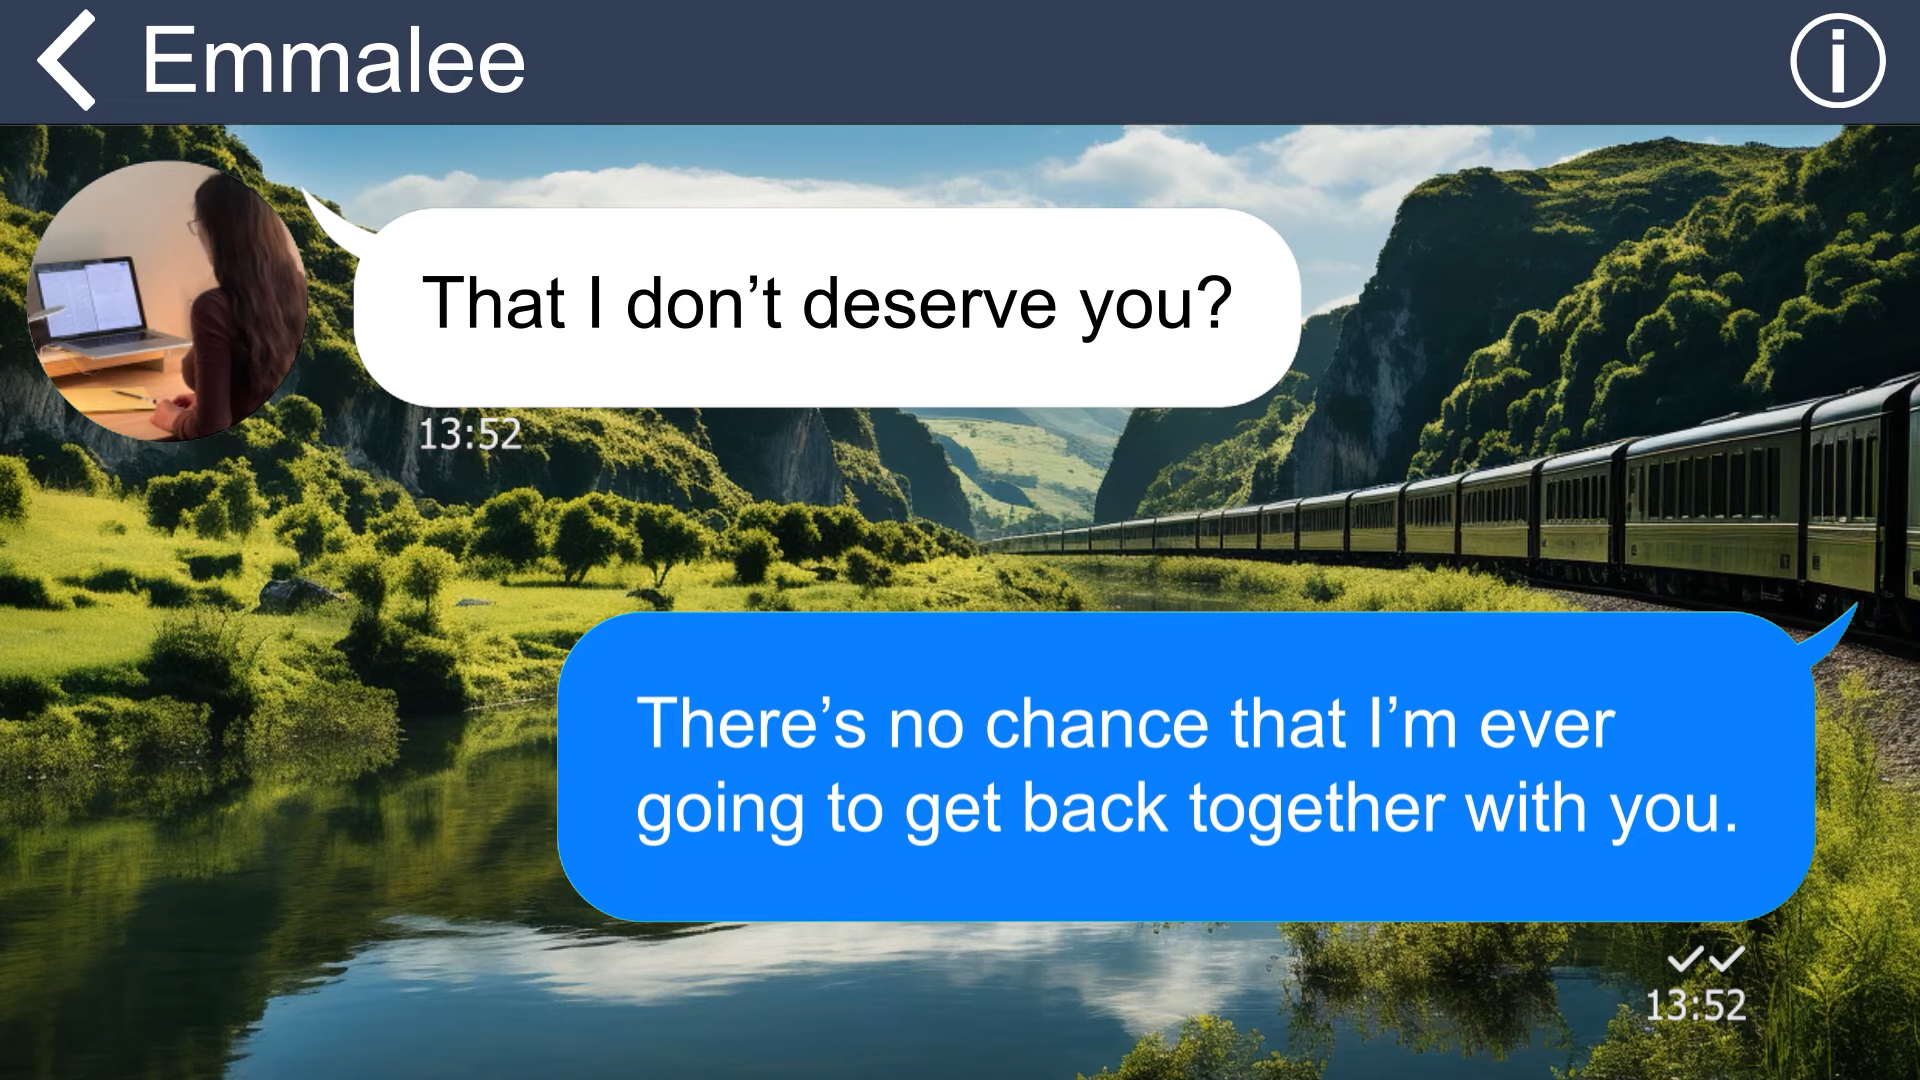 Emmalee
That I don’t deserve you?
13:52
There’s no chance that I’m ever
going to get back together with you.
13:52